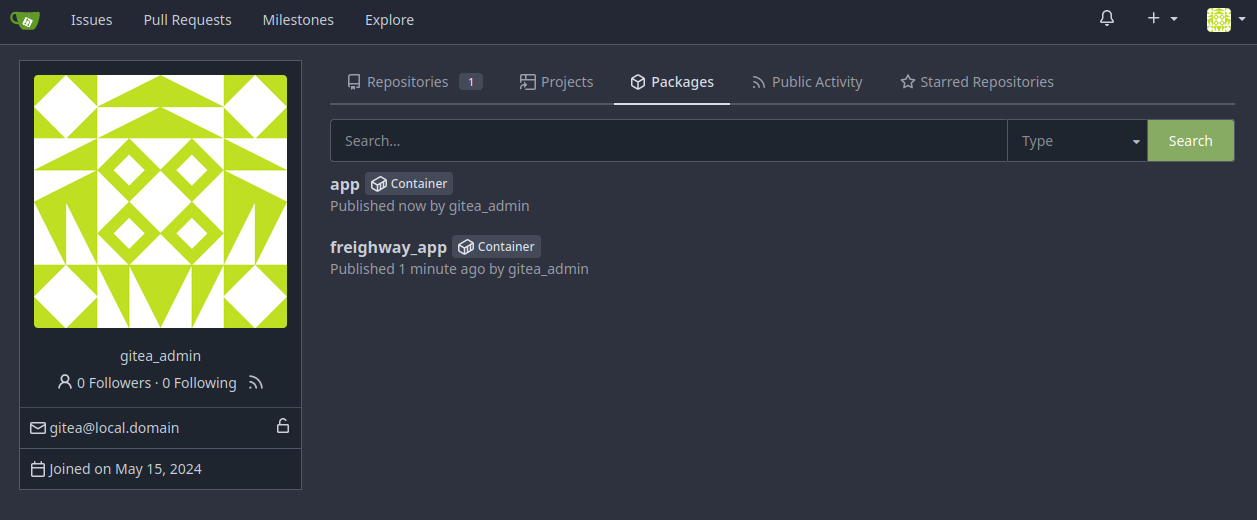 Issues Pull Requests Milestones Explore
Repositories 1 Projects Packages Public Activity Starred Repositories
Search... Type Search
app Container
Published now by gitea_admin
freighway_app Container
Published 1 minute ago by gitea_admin
gitea_admin
0 Followers · 0 Following
gitea@local.domain
Joined on May 15, 2024